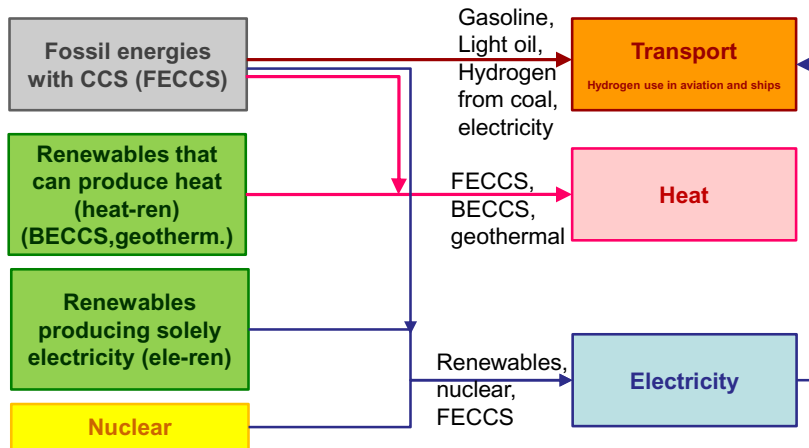 Fossil energies
with CCS (FECCS)
Gasoline,
Light oil,
Hydrogen
from coal,
electricity
Transport
Hydrogen use in aviation and ships
Renewables that
can produce heat
(heat-ren)
(BECCS,geotherm.)
FECCS,
BECCS,
geothermal
Heat
Renewables
producing solely
electricity (ele-ren)
Renewables,
nuclear,
FECCS
Electricity
Nuclear